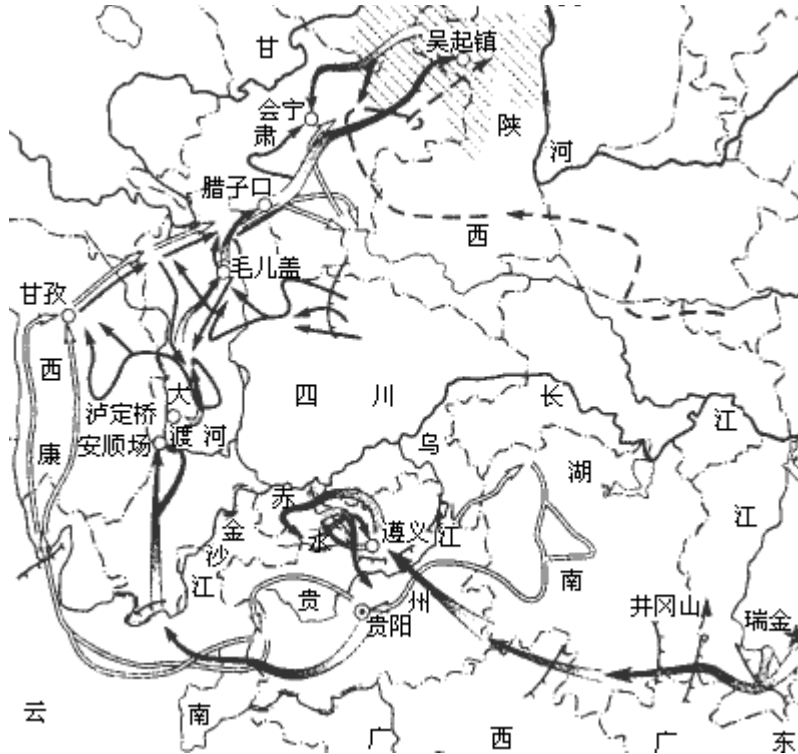 吴起镇
甘
会宁
肃
陕
河
腊子口
西
毛儿盖
甘孜
西
康
大
泸定桥
渡河
安顺场
四川
长
江
乌
江
湖
南
江
赤
水
金
沙
江
遵义
贵
州
贵阳
井冈山
瑞金
云
南
广
西
广
东